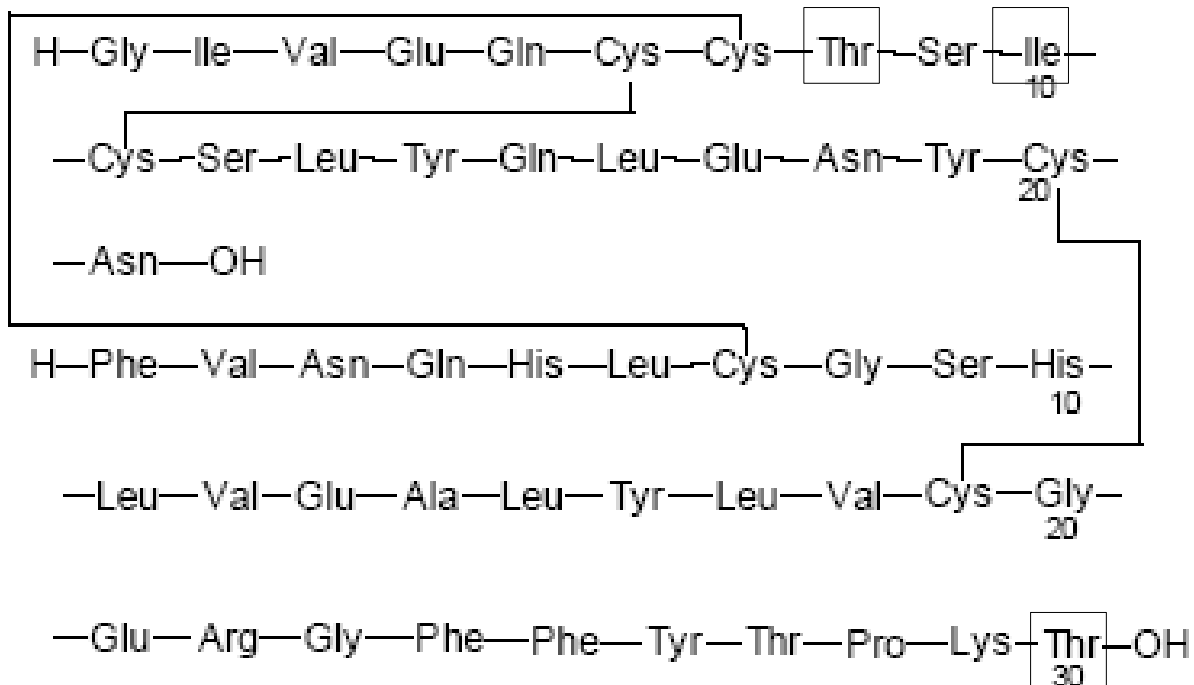 H—Gly—Ile—Val—Glu—Gln—Cys—Cys—Thr—Ser—Ile—
10
—Cys—Ser—Leu—Tyr—Gln—Leu—Glu—Asn—Tyr—Cys—
20
—Asn—OH
H—Phe—Val—Asn—Gln—His—Leu—Cys—Gly—Ser—His—
10
—Leu—Val—Glu—Ala—Leu—Tyr—Leu—Val—Cys—Gly—
20
—Glu—Arg—Gly—Phe—Phe—Tyr—Thr—Pro—Lys—Thr—OH
30